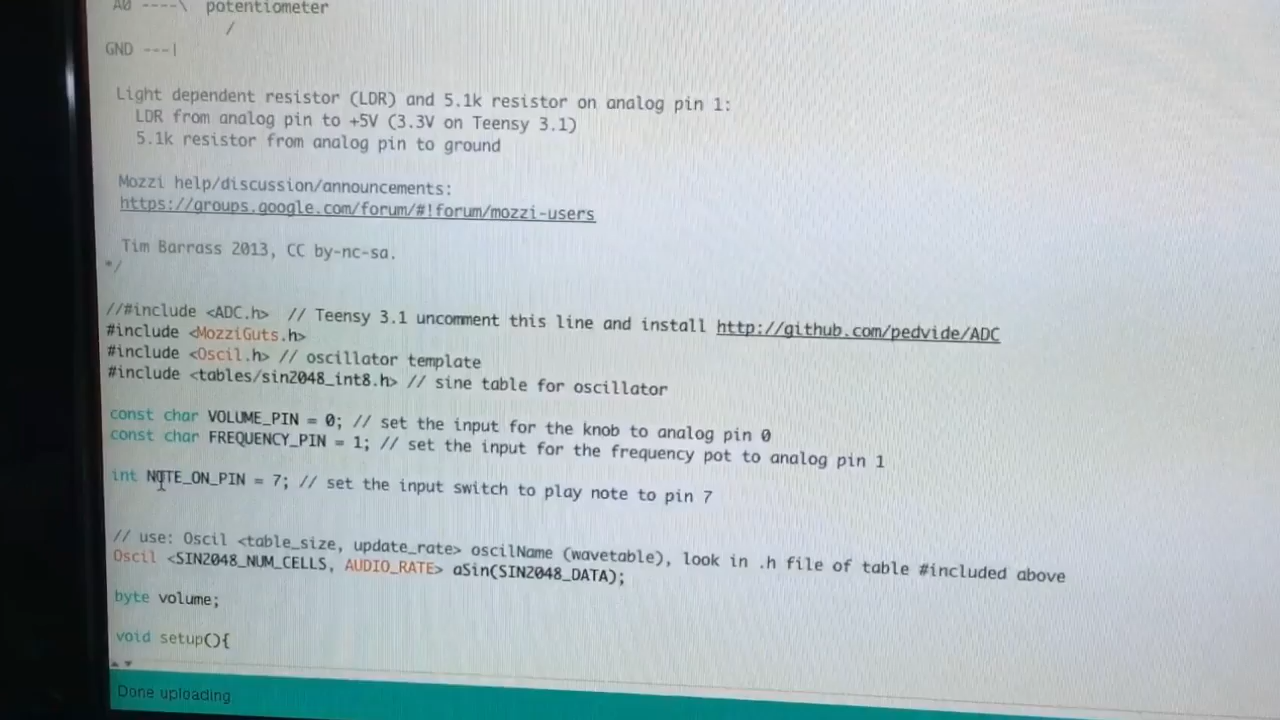 A0 ----\  potentiometer
/
GND ---|
Light dependent resistor (LDR) and 5.1k resistor on analog pin 1:
LDR from analog pin to +5V (3.3V on Teensy 3.1)
5.1k resistor from analog pin to ground
Mozzi help/discussion/announcements:
https://groups.google.com/forum/#!forum/mozzi-users
Tim Barrass 2013, CC by-nc-sa.
*/
//#include <ADC.h>  // Teensy 3.1 uncomment this line and install http://github.com/pedvide/ADC
#include <MozziGuts.h>
#include <Oscil.h> // oscillator template
#include <tables/sin2048_int8.h> // sine table for oscillator
const char VOLUME_PIN = 0; // set the input for the knob to analog pin 0
const char FREQUENCY_PIN = 1; // set the input for the frequency pot to analog pin 1
int NOTE_ON_PIN = 7; // set the input switch to play note to pin 7
// use: Oscil <table_size, update_rate> oscilName (wavetable), look in .h file of table #included above
Oscil <SIN2048_NUM_CELLS, AUDIO_RATE> aSin(SIN2048_DATA);
byte volume;
void setup(){
Done uploading.